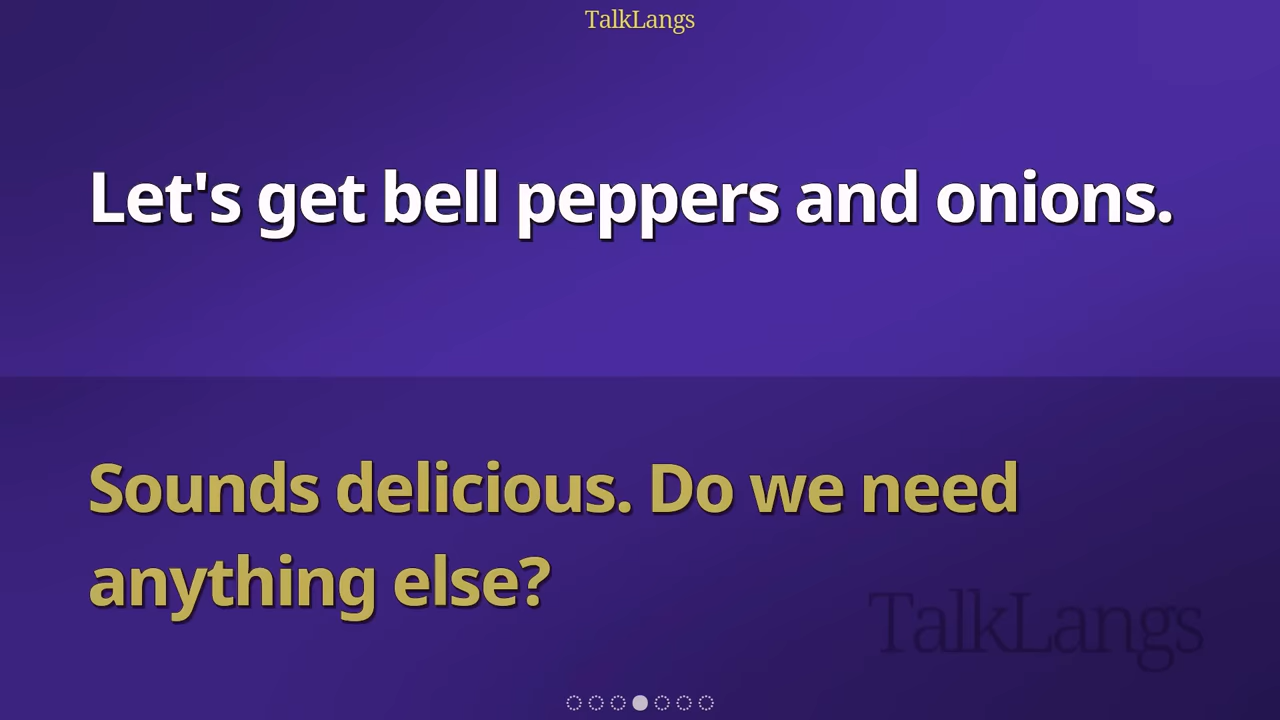 TalkLangs
Let's get bell peppers and onions.
Sounds delicious. Do we need
anything else?
TalkLangs